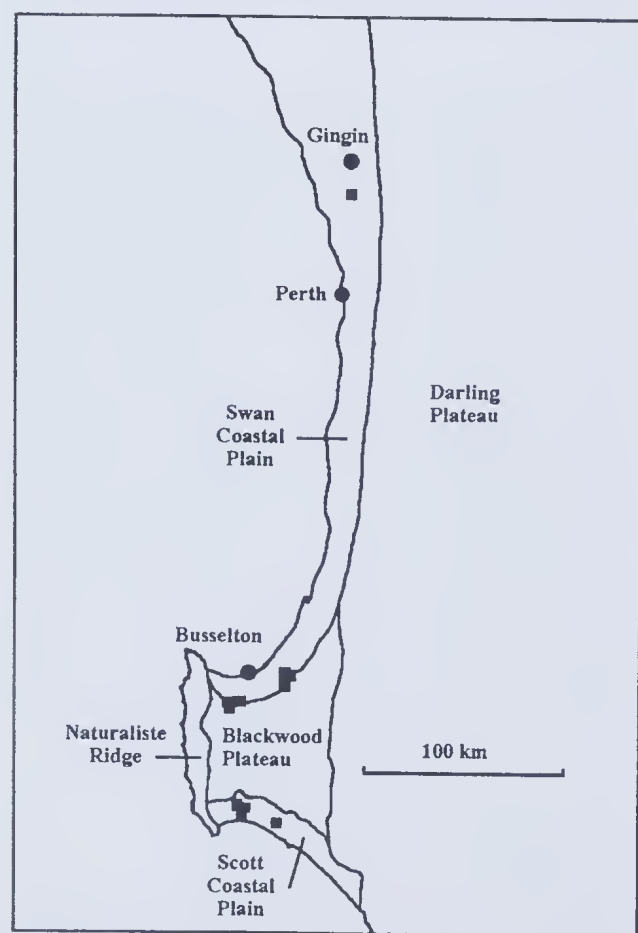 Gingin
Perth
Darling
Plateau
Swan
Coastal
Plain
Busselton
Naturaliste
Ridge
Blackwood
Plateau
100 km
Scott
Coastal
Plain